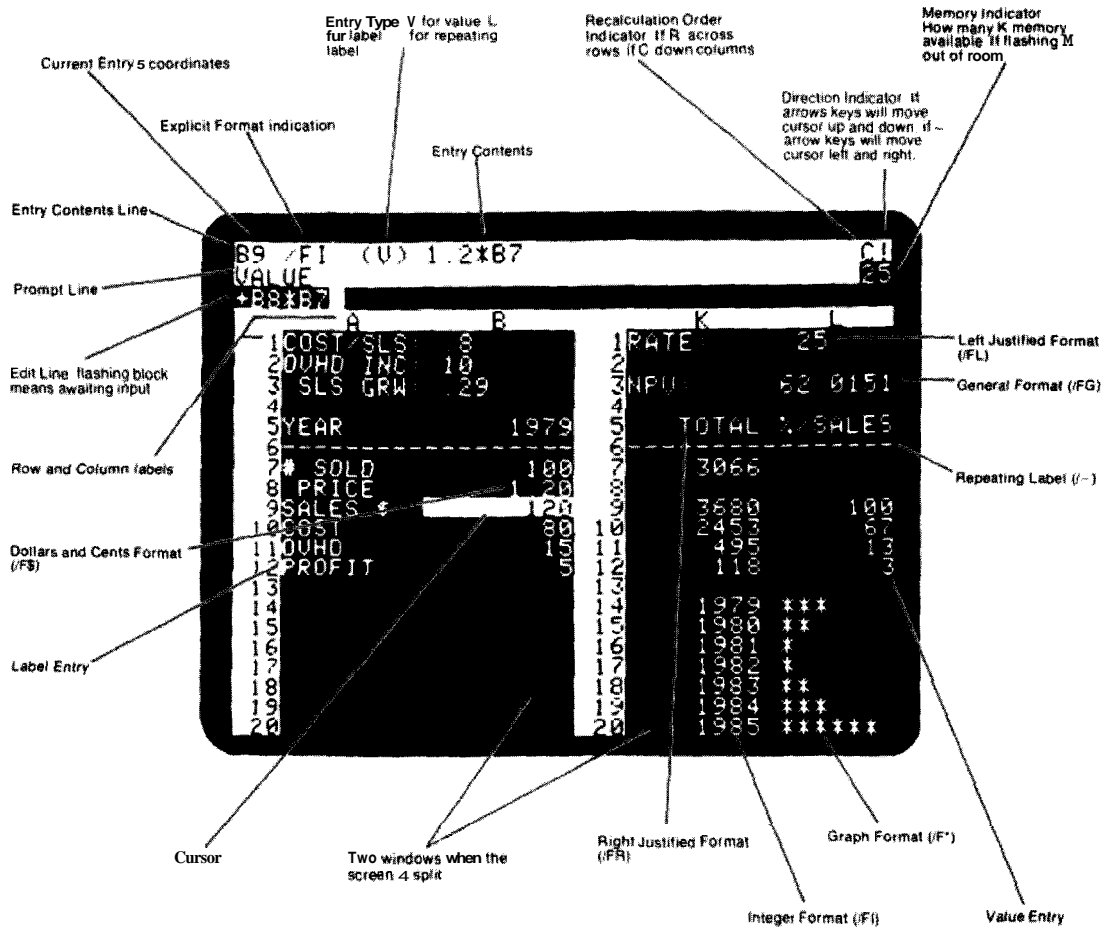 Entry Type V for value L
fur label for repeating
label
Recalculation Order
Indicator If R across
rows if C down columns
Memory Indicator
How many K memory
available If flashing M
out of room
Current Entry 5 coordinates
Explicit Format indication
Entry Contents
Direction Indicator If
arrows keys will move
cursor up and down. if ~
arrow keys will move
cursor left and right.
Entry Contents Line
Prompt Line
Edit Line flashing block
means awaiting input
Row and Column labels
Dollars and Cents Format
(/F$)
Label Entry
B9 /FI (V) 1.2*B7 C!
VALUE 25
+B8*B7
A B K L
1 COST/SLS: 8 1 RATE: 25
2 OVHD INC: 10 2
3 SLS GRW: .29 3 NPV: 62.0151
4 4
5 YEAR 1979 5 TOTAL %/SALES
6 ---------- 6 ----------
7 # SOLD 100 7 3066
8 PRICE 1.20 8
9 SALES $ 120 9 3680 100
10 COST 80 10 2453 67
11 OVHD 15 11 495 13
12 PROFIT 5 12 118 3
13 13
14 14 1979 ***
15 15 1980 **
16 16 1981 *
17 17 1982 *
18 18 1983 **
19 19 1984 ***
20 20 1985 ******
Left Justified Format
(/FL)
General Format (/FG)
Repeating Label (/-)
Cursor
Two windows when the
screen 4 split
Right Justified Format
(/FR)
Graph Format (/F*)
Integer Format (/FI)
Value Entry